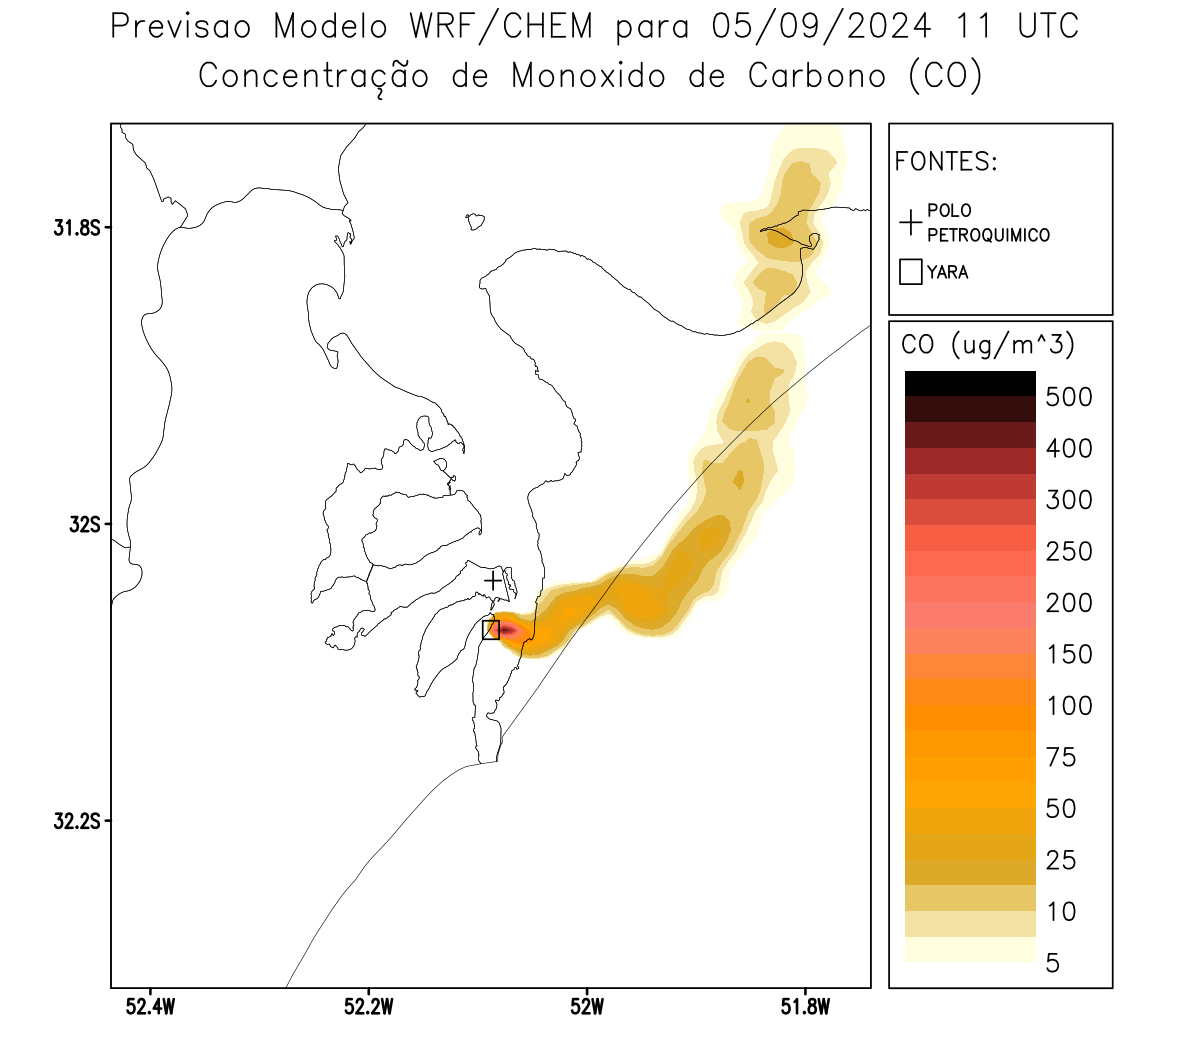 Previsao Modelo WRF/CHEM para 05/09/2024 11 UTC
Concentração de Monoxido de Carbono (CO)
FONTES:
POLO
PETROQUIMICO
YARA
CO (ug/m^3)
500
400
300
250
200
150
100
75
50
25
10
5
31.8S
32S
32.2S
52.4W
52.2W
52W
51.8W